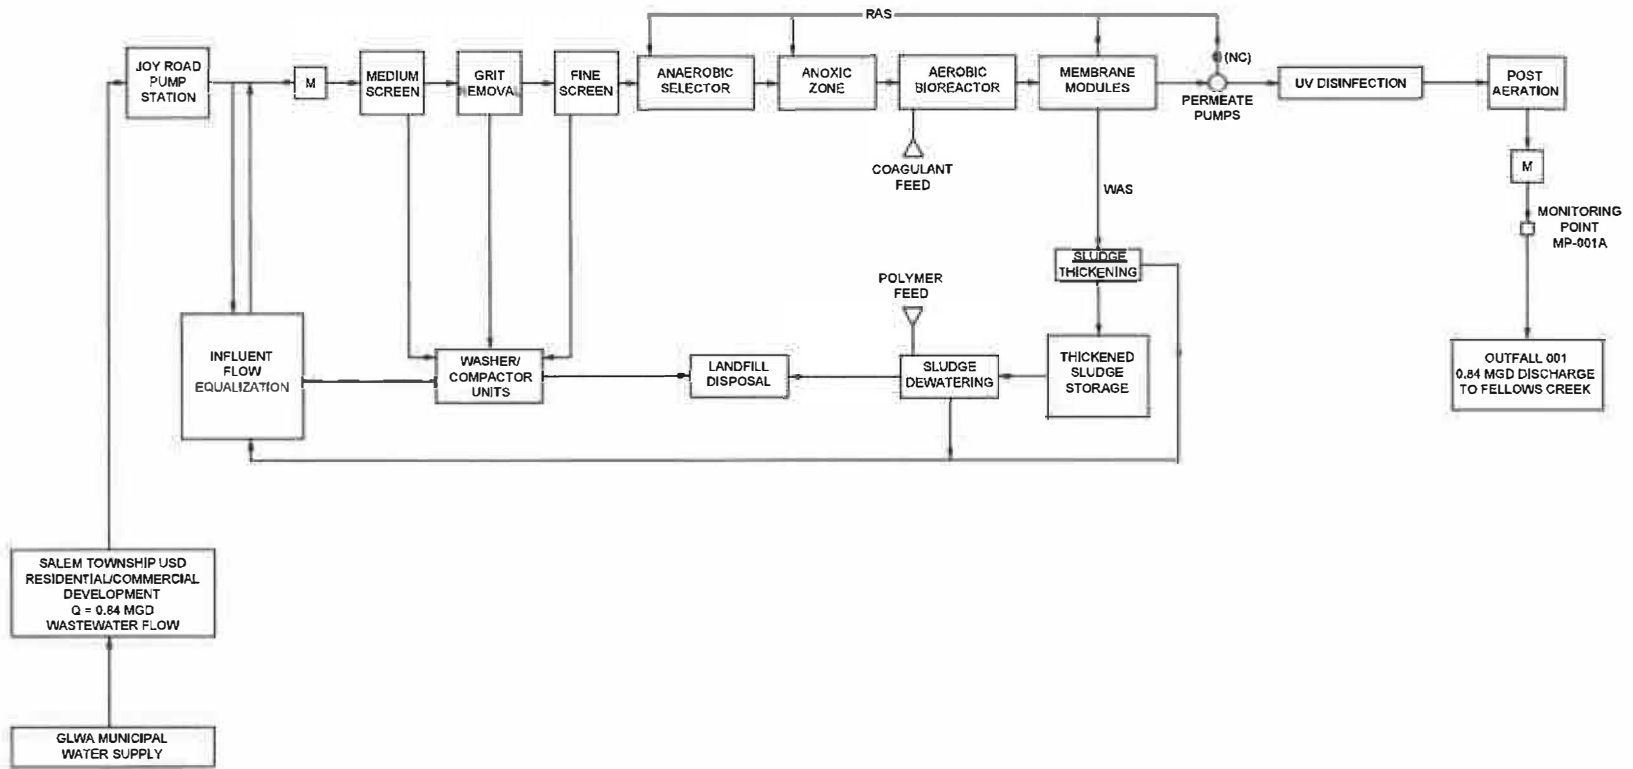 RAS
JOY ROAD
PUMP
STATION
M
MEDIUM
SCREEN
GRIT
REMOVAL
FINE
SCREEN
ANAEROBIC
SELECTOR
ANOXIC
ZONE
AEROBIC
BIOREACTOR
MEMBRANE
MODULES
(NC)
PERMEATE
PUMPS
UV DISINFECTION
POST
AERATION
COAGULANT
FEED
WAS
M
MONITORING
POINT
MP-001A
SLUDGE
THICKENING
POLYMER
FEED
INFLUENT
FLOW
EQUALIZATION
WASHER/
COMPACTOR
UNITS
LANDFILL
DISPOSAL
SLUDGE
DEWATERING
THICKENED
SLUDGE
STORAGE
OUTFALL 001
0.84 MGD DISCHARGE
TO FELLOWS CREEK
SALEM TOWNSHIP USD
RESIDENTIAL/COMMERCIAL
DEVELOPMENT
Q = 0.84 MGD
WASTEWATER FLOW
GLWA MUNICIPAL
WATER SUPPLY